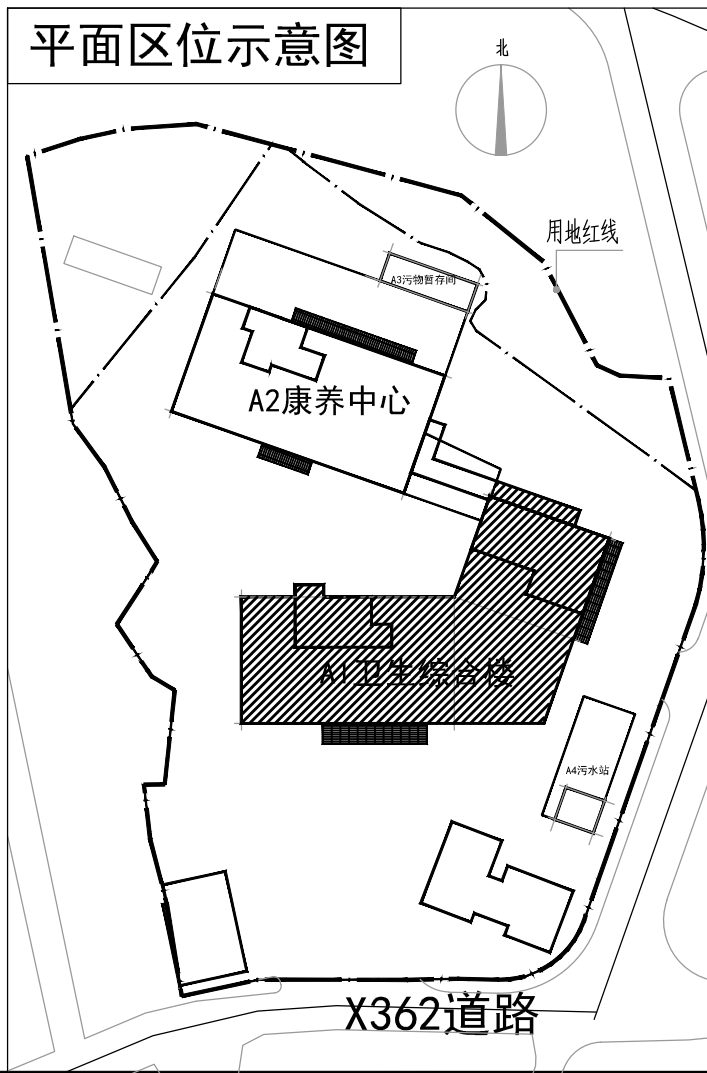 平面区位示意图
北
用地红线
A3污物暂存间
A2康养中心
A1卫生综合楼
A4污水站
X362道路